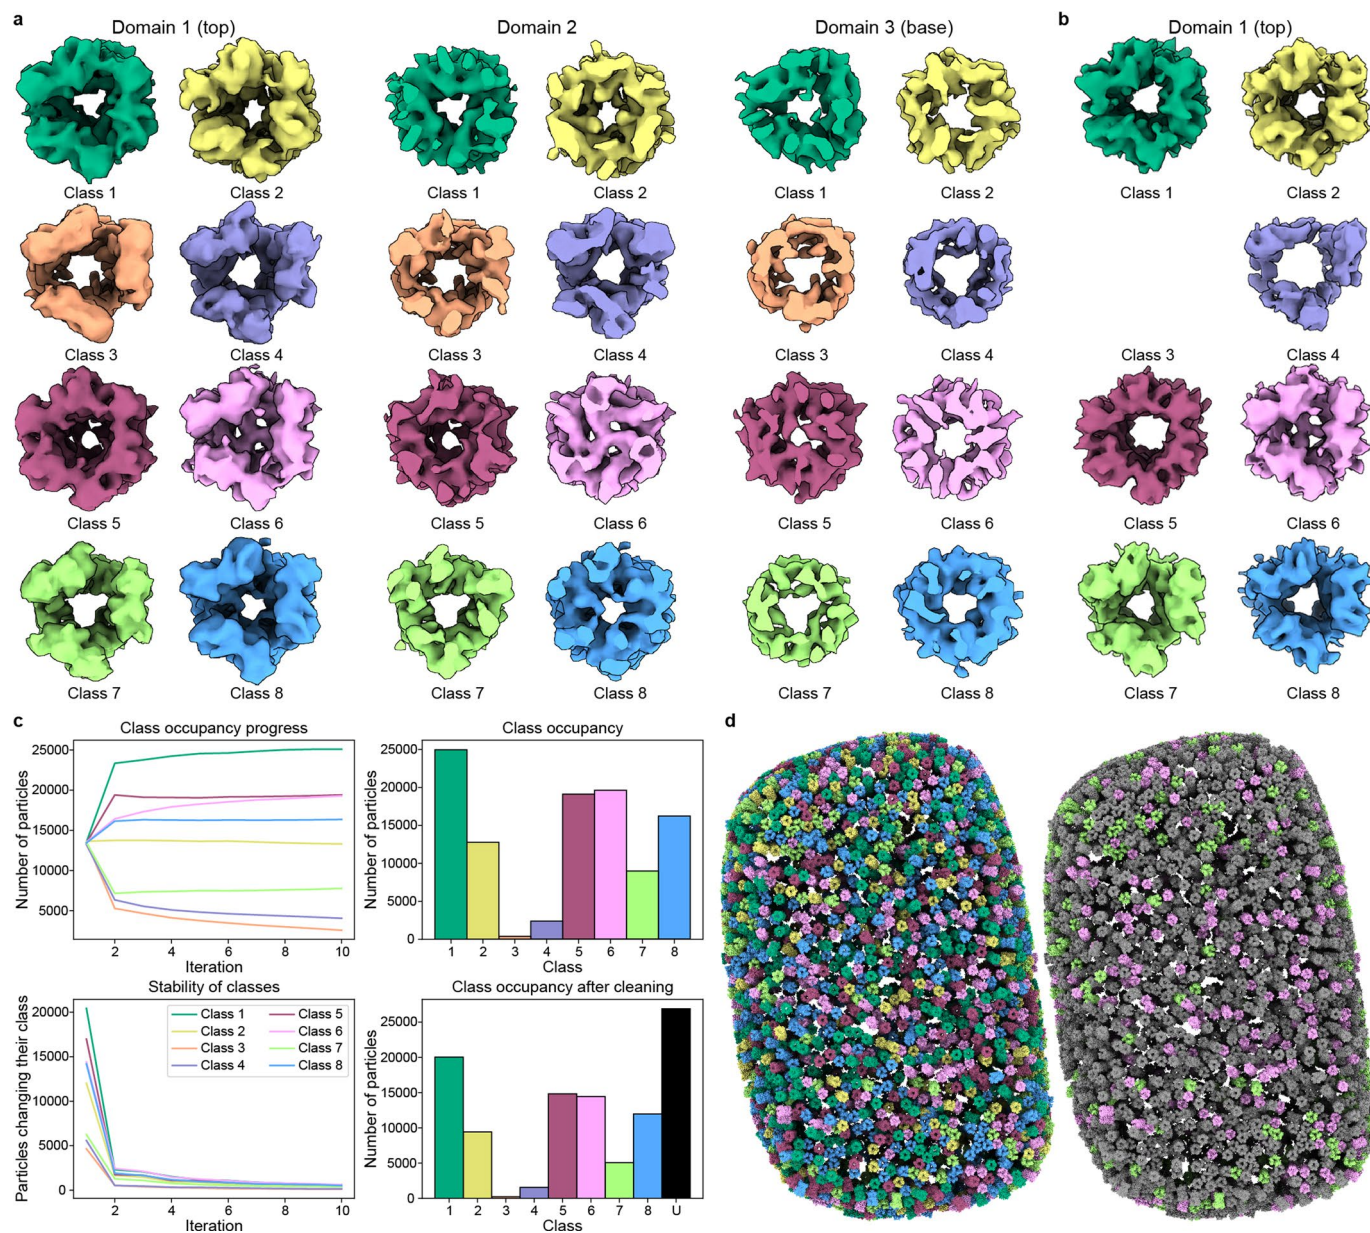 a
b
Domain 1 (top)
Domain 2
Domain 3 (base)
Domain 1 (top)
Class 1
Class 2
Class 1
Class 2
Class 1
Class 2
Class 1
Class 2
Class 3
Class 4
Class 3
Class 4
Class 3
Class 4
Class 3
Class 4
Class 5
Class 6
Class 5
Class 6
Class 5
Class 6
Class 5
Class 6
Class 7
Class 8
Class 7
Class 8
Class 7
Class 8
Class 7
Class 8
c
Class occupancy progress
Number of particles
25000
20000
15000
10000
5000
2
4
6
8
10
Iteration
Class occupancy
Number of particles
25000
20000
15000
10000
5000
0
1
2
3
4
5
6
7
8
Class
Stability of classes
Particles changing their class
20000
15000
10000
5000
0
Class 1
Class 2
Class 3
Class 4
Class 5
Class 6
Class 7
Class 8
2
4
6
8
10
Iteration
Class occupancy after cleaning
Number of particles
25000
20000
15000
10000
5000
0
1
2
3
4
5
6
7
8
U
Class
d